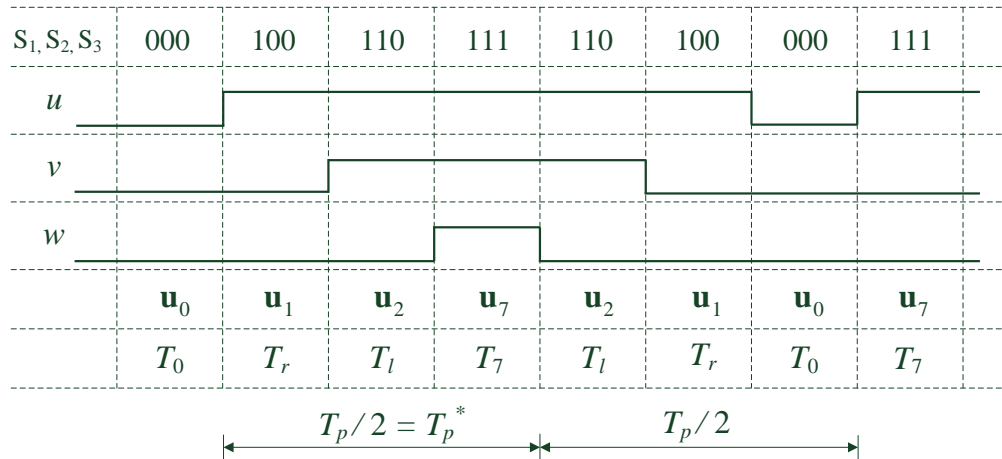 S₁, S₂, S₃ 000 100 110 111 110 100 000 111
u
v
w
u₀ u₁ u₂ u₇ u₂ u₁ u₀ u₇
T₀ Tᵣ Tₗ T₇ Tₗ Tᵣ T₀ T₇
Tₚ/2 = Tₚ* Tₚ/2